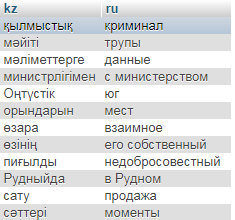 kz ru
қылмыстық криминал
мәйіті трупы
мәліметтерге данные
министрлігімен с министерством
Оңтүстік юг
орындарын мест
өзара взаимное
өзінің его собственный
пиғылды недобросовестный
Рудныйда в Рудном
сату продажа
сәттері моменты